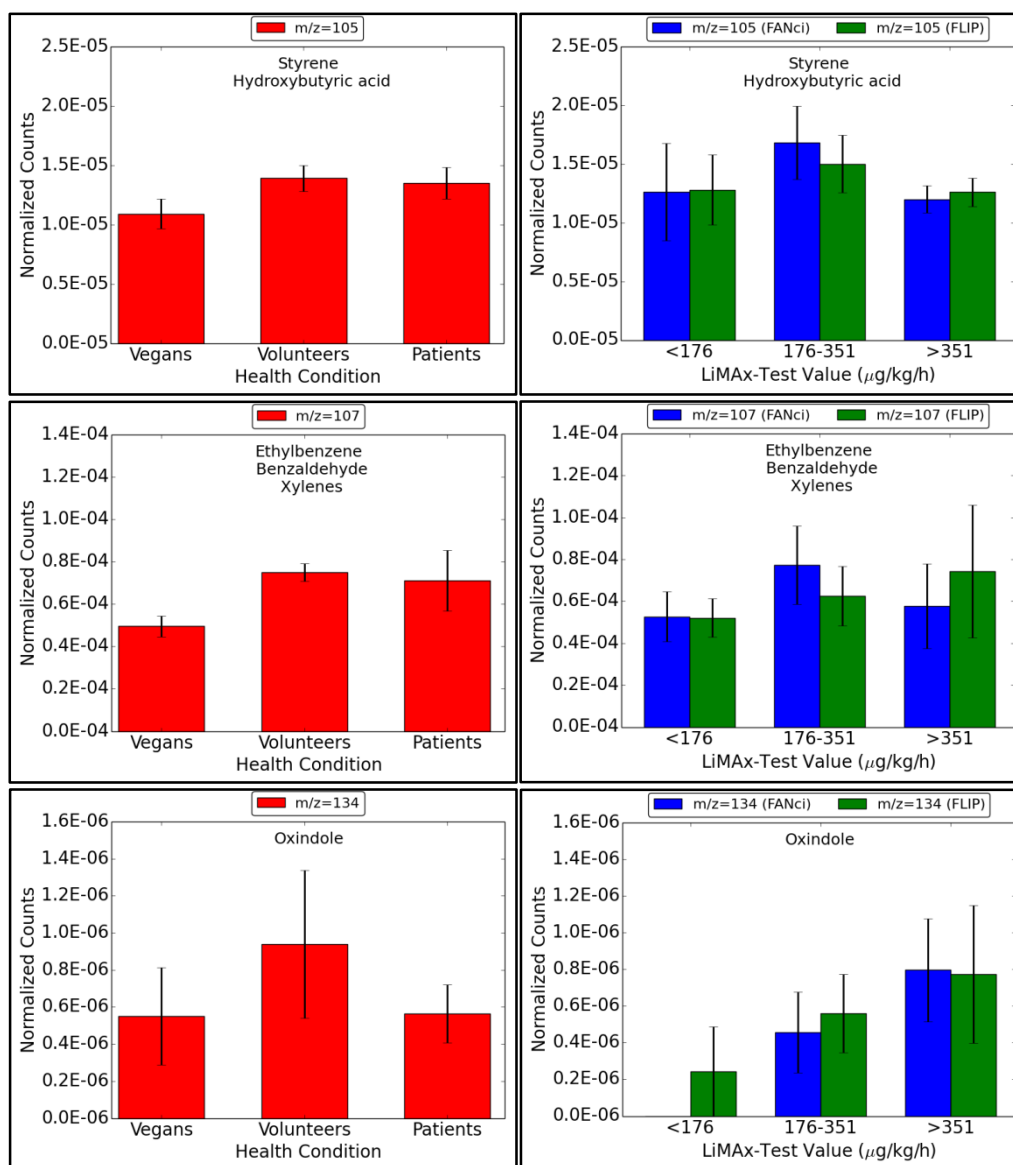 m/z=105
2.5E-05
2.0E-05
1.5E-05
1.0E-05
0.5E-05
0.0E-05
Normalized Counts
Styrene
Hydroxybutyric acid
Vegans Volunteers Patients
Health Condition
m/z=105 (FANci) m/z=105 (FLIP)
2.5E-05
2.0E-05
1.5E-05
1.0E-05
0.5E-05
0.0E-05
Normalized Counts
Styrene
Hydroxybutyric acid
<176 176-351 >351
LiMAx-Test Value (μg/kg/h)
m/z=107
1.4E-04
1.2E-04
1.0E-04
0.8E-04
0.6E-04
0.4E-04
0.2E-04
0.0E-04
Normalized Counts
Ethylbenzene
Benzaldehyde
Xylenes
Vegans Volunteers Patients
Health Condition
m/z=107 (FANci) m/z=107 (FLIP)
1.4E-04
1.2E-04
1.0E-04
0.8E-04
0.6E-04
0.4E-04
0.2E-04
0.0E-04
Normalized Counts
Ethylbenzene
Benzaldehyde
Xylenes
<176 176-351 >351
LiMAx-Test Value (μg/kg/h)
m/z=134
1.6E-06
1.4E-06
1.2E-06
1.0E-06
0.8E-06
0.6E-06
0.4E-06
0.2E-06
0.0E-06
Normalized Counts
Oxindole
Vegans Volunteers Patients
Health Condition
m/z=134 (FANci) m/z=134 (FLIP)
1.6E-06
1.4E-06
1.2E-06
1.0E-06
0.8E-06
0.6E-06
0.4E-06
0.2E-06
0.0E-06
Normalized Counts
Oxindole
<176 176-351 >351
LiMAx-Test Value (μg/kg/h)